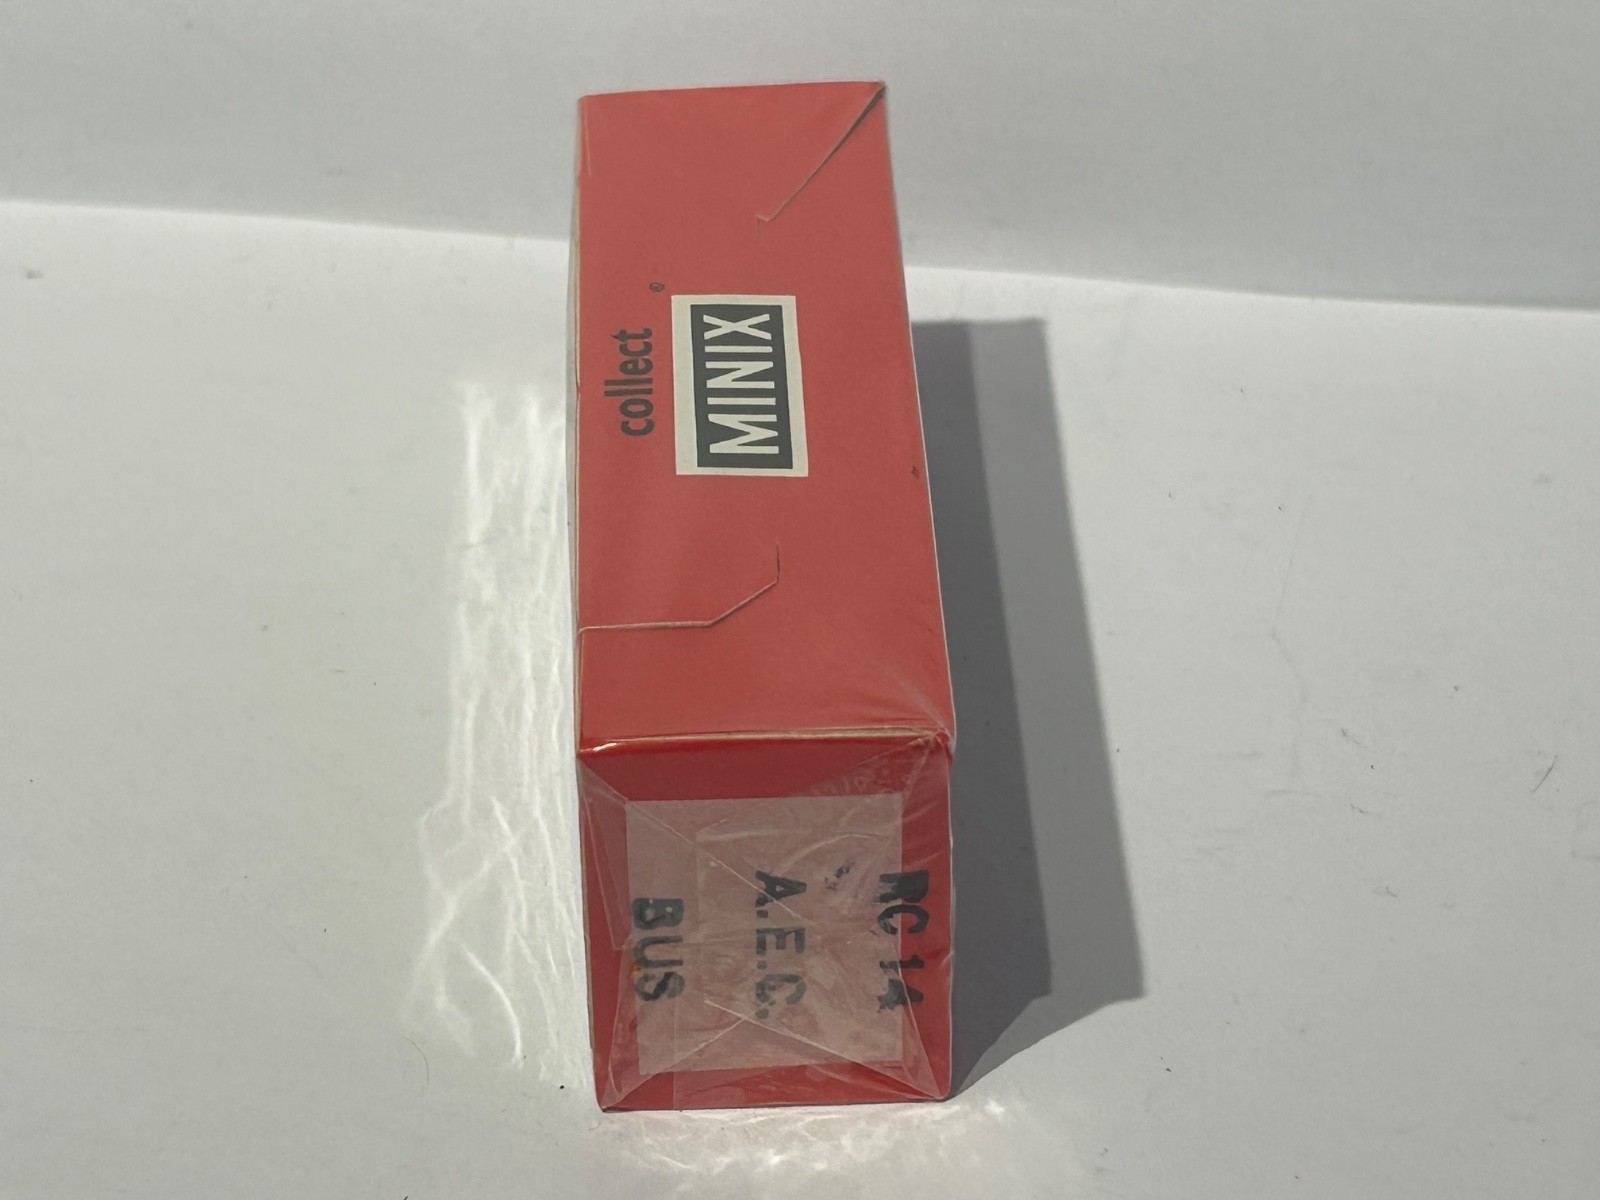 collect ®
MINIX
RC 14
A.E.C.
BUS